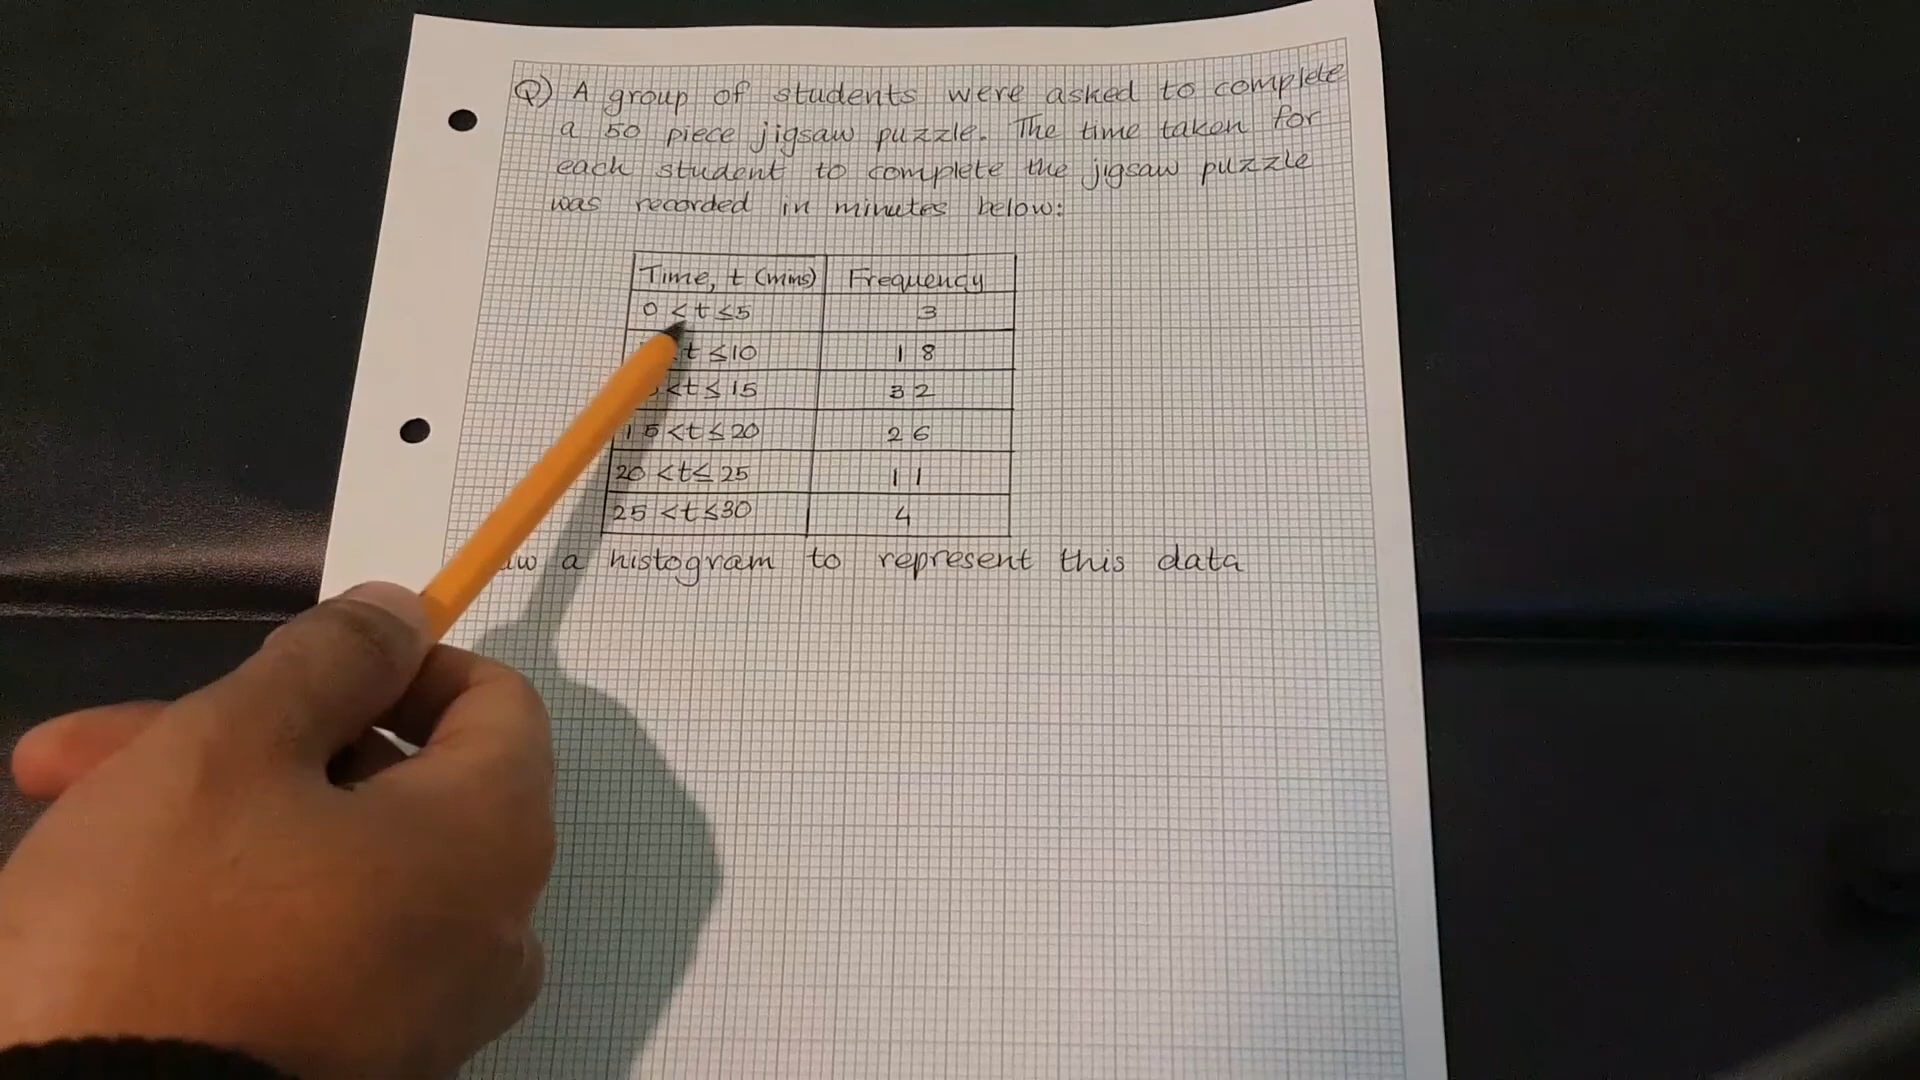 Q) A group of students were asked to complete
a 50 piece jigsaw puzzle. The time taken for
each student to complete the jigsaw puzzle
was recorded in minutes below:
Time, t (mins) Frequency
0 < t ≤ 5 3
t ≤ 10 18
< t ≤ 15 32
15 < t ≤ 20 26
20 < t ≤ 25 11
25 < t ≤ 30 4
a histogram to represent this data